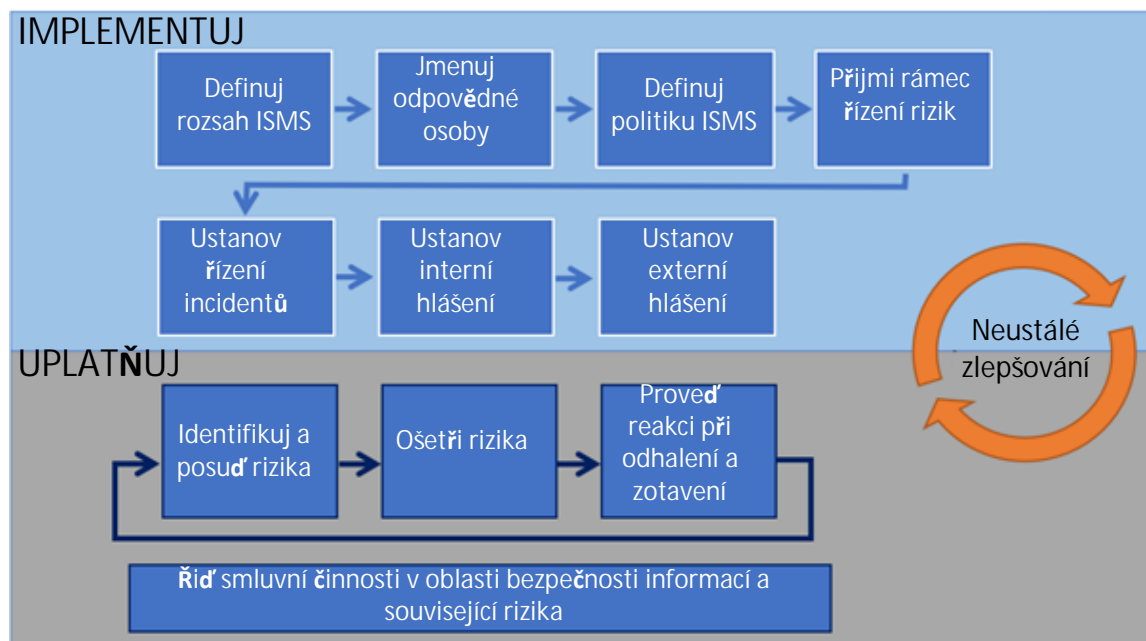 IMPLEMENTUJ
Definuj
rozsah ISMS
Jmenuj
odpovědné
osoby
Definuj
politiku ISMS
Přijmi rámec
řízení rizik
Ustanov
řízení
incidentů
Ustanov
interní
hlášení
Ustanov
externí
hlášení
Neustálé
zlepšování
UPLATŇUJ
Identifikuj a
posuď rizika
Ošetři rizika
Proveď
reakci při
odhalení a
zotavení
Řiď smluvní činnosti v oblasti bezpečnosti informací a
související rizika